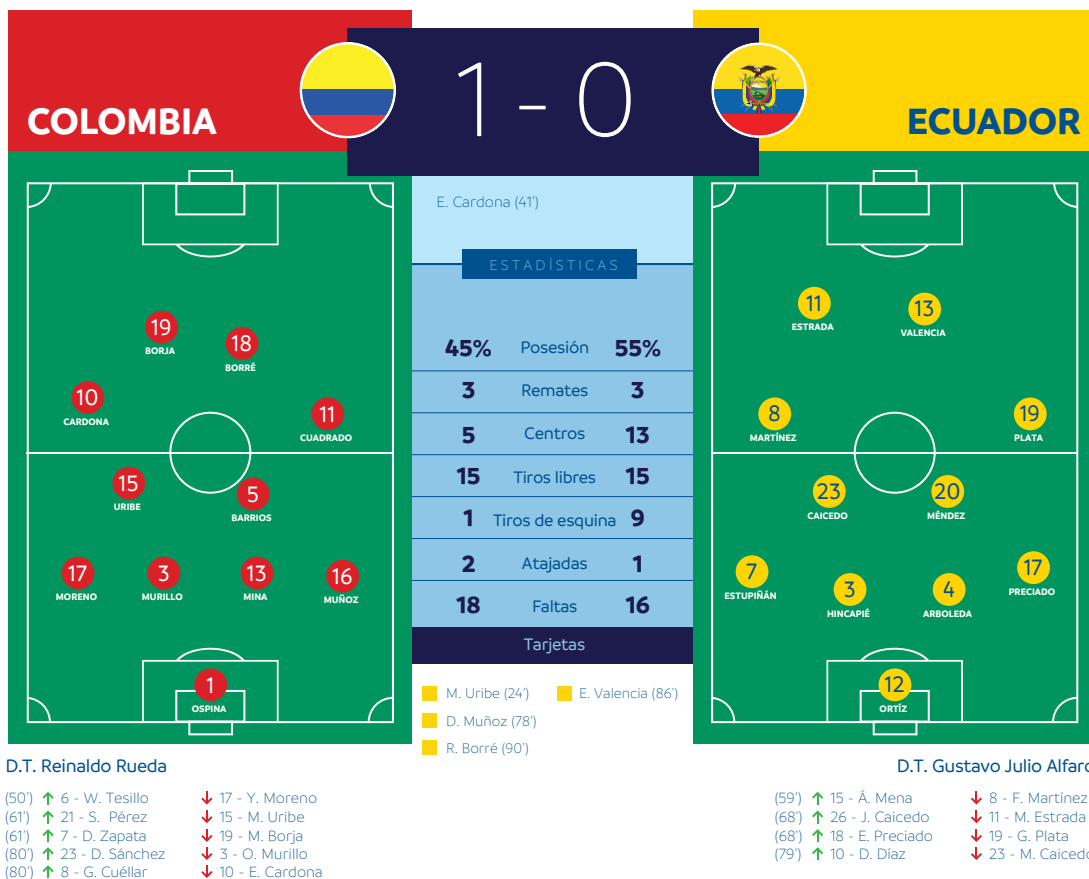 COLOMBIA
1 - 0
ECUADOR
E. Cardona (41')
ESTADÍSTICAS
45% Posesión 55%
3 Remates 3
5 Centros 13
15 Tiros libres 15
1 Tiros de esquina 9
2 Atajadas 1
18 Faltas 16
Tarjetas
M. Uribe (24') E. Valencia (86')
D. Muñoz (78')
R. Borré (90')
19
BORJA
18
BORRÉ
10
CARDONA
11
CUADRADO
15
URIBE
5
BARRIOS
17
MORENO
3
MURILLO
13
MINA
16
MUÑOZ
1
OSPINA
11
ESTRADA
13
VALENCIA
8
MARTÍNEZ
19
PLATA
23
CAICEDO
20
MÉNDEZ
7
ESTUPIÑÁN
3
HINCAPIÉ
4
ARBOLEDA
17
PRECIADO
12
ORTÍZ
D.T. Reinaldo Rueda
(50') ↑ 6 - W. Tesillo ↓ 17 - Y. Moreno
(61') ↑ 21 - S. Pérez ↓ 15 - M. Uribe
(61') ↑ 7 - D. Zapata ↓ 19 - M. Borja
(80') ↑ 23 - D. Sánchez ↓ 3 - O. Murillo
(80') ↑ 8 - G. Cuéllar ↓ 10 - E. Cardona
D.T. Gustavo Julio Alfaro
(59') ↑ 15 - Á. Mena ↓ 8 - F. Martínez
(68') ↑ 26 - J. Caicedo ↓ 11 - M. Estrada
(68') ↑ 18 - E. Preciado ↓ 19 - G. Plata
(79') ↑ 10 - D. Díaz ↓ 23 - M. Caicedo